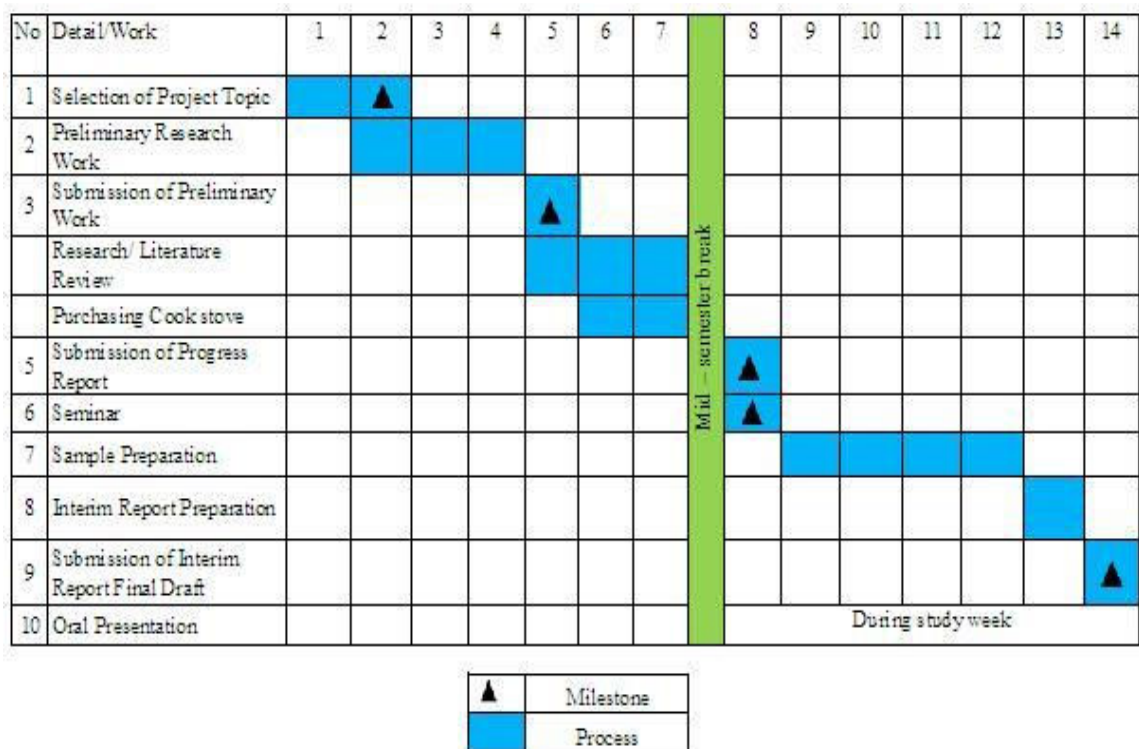 No Detail/Work 1 2 3 4 5 6 7 8 9 10 11 12 13 14
1 Selection of Project Topic
2 Preliminary Research
Work
3 Submission of Preliminary
Work
Research/ Literature
Review
Purchasing Cook stove
Mid – semester break
5 Submission of Progress
Report
6 Seminar
7 Sample Preparation
8 Interim Report Preparation
9 Submission of Interim
Report Final Draft
10 Oral Presentation During study week
Milestone
Process